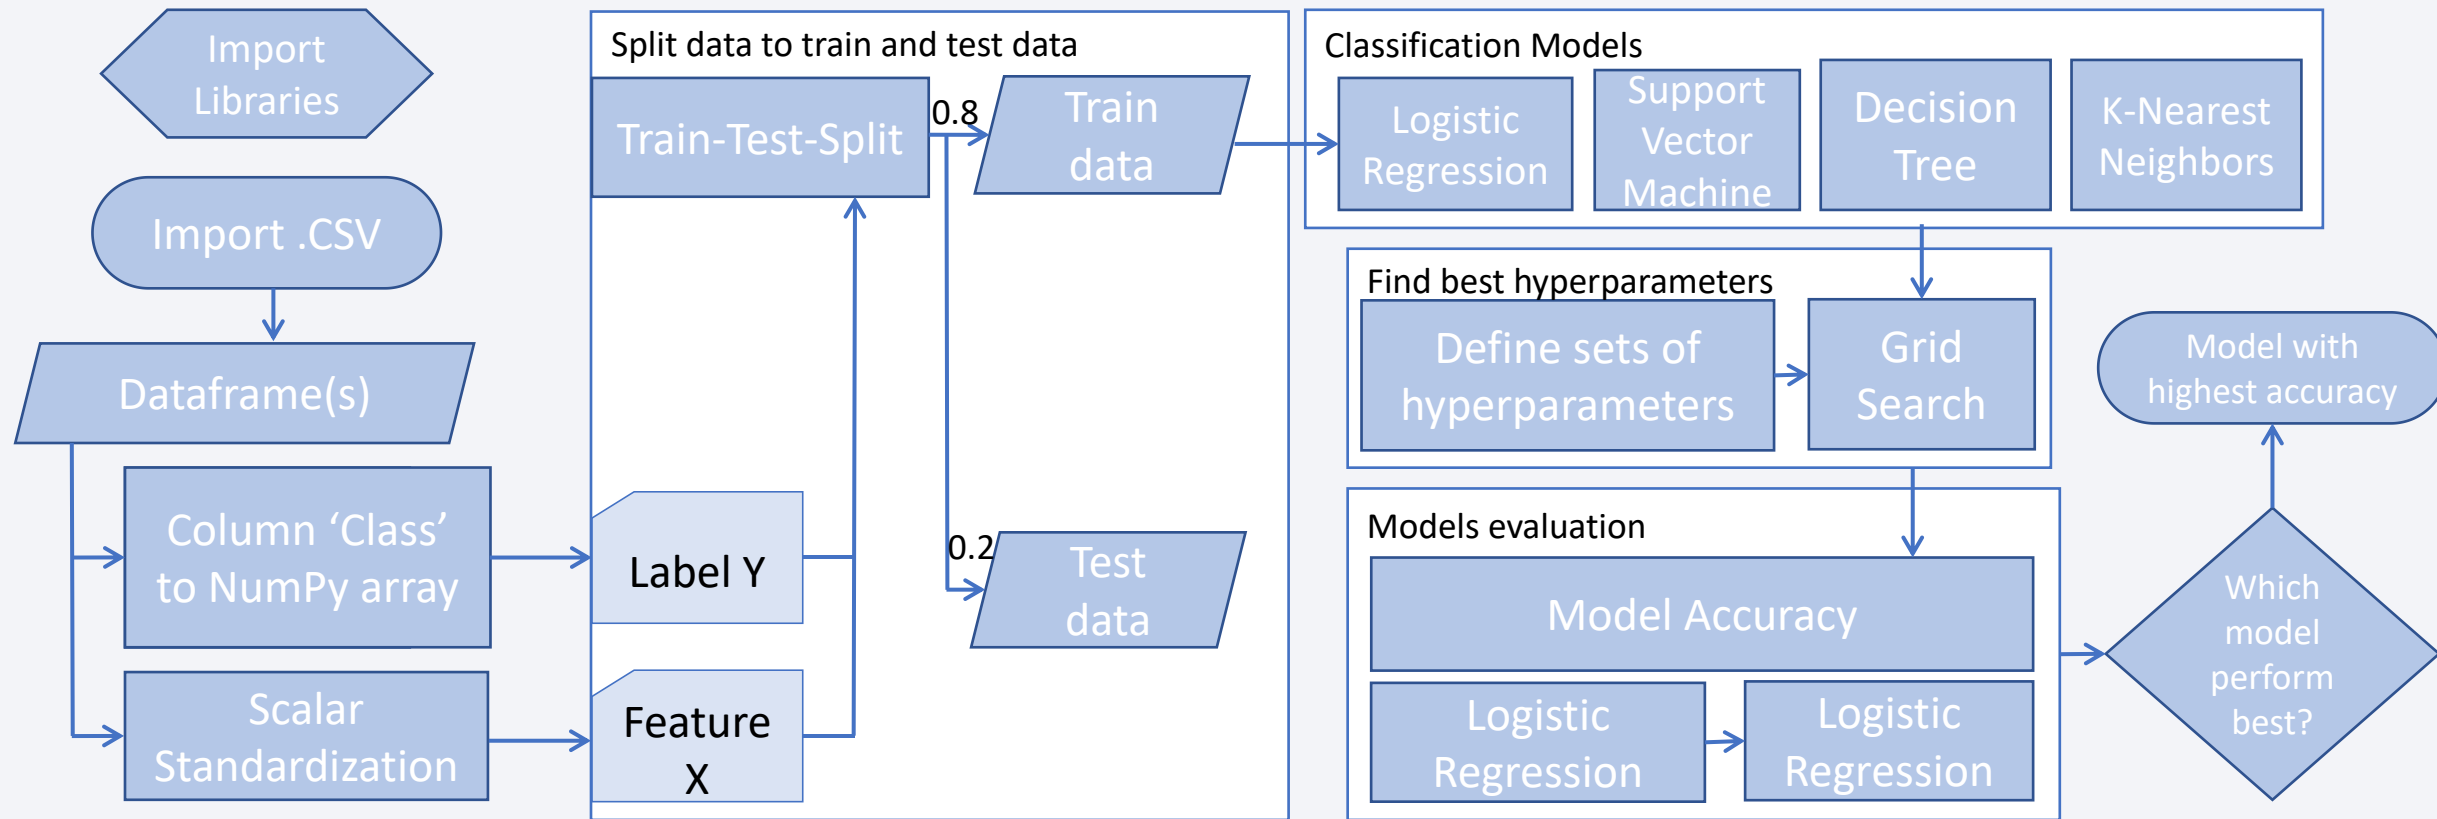 Import
Libraries
Import .CSV
Dataframe(s)
Column ‘Class’
to NumPy array
Scalar
Standardization
Split data to train and test data
Train-Test-Split
0.8
Train
data
Label Y
Feature
X
0.2
Test
data
Classification Models
Logistic
Regression
Support
Vector
Machine
Decision
Tree
K-Nearest
Neighbors
Find best hyperparameters
Define sets of
hyperparameters
Grid
Search
Models evaluation
Model Accuracy
Logistic
Regression
Logistic
Regression
Which
model
perform
best?
Model with
highest accuracy